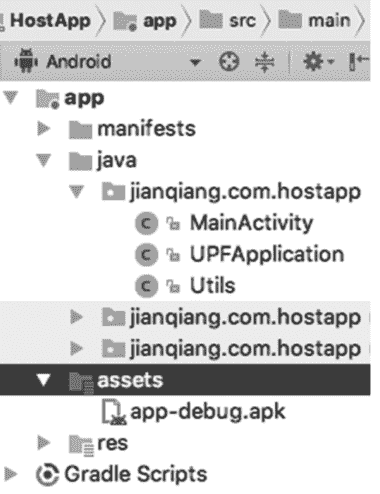 HostApp app src main
Android
app
manifests
java
jianqiang.com.hostapp
MainActivity
UPFApplication
Utils
jianqiang.com.hostapp
jianqiang.com.hostapp
assets
app-debug.apk
res
Gradle Scripts